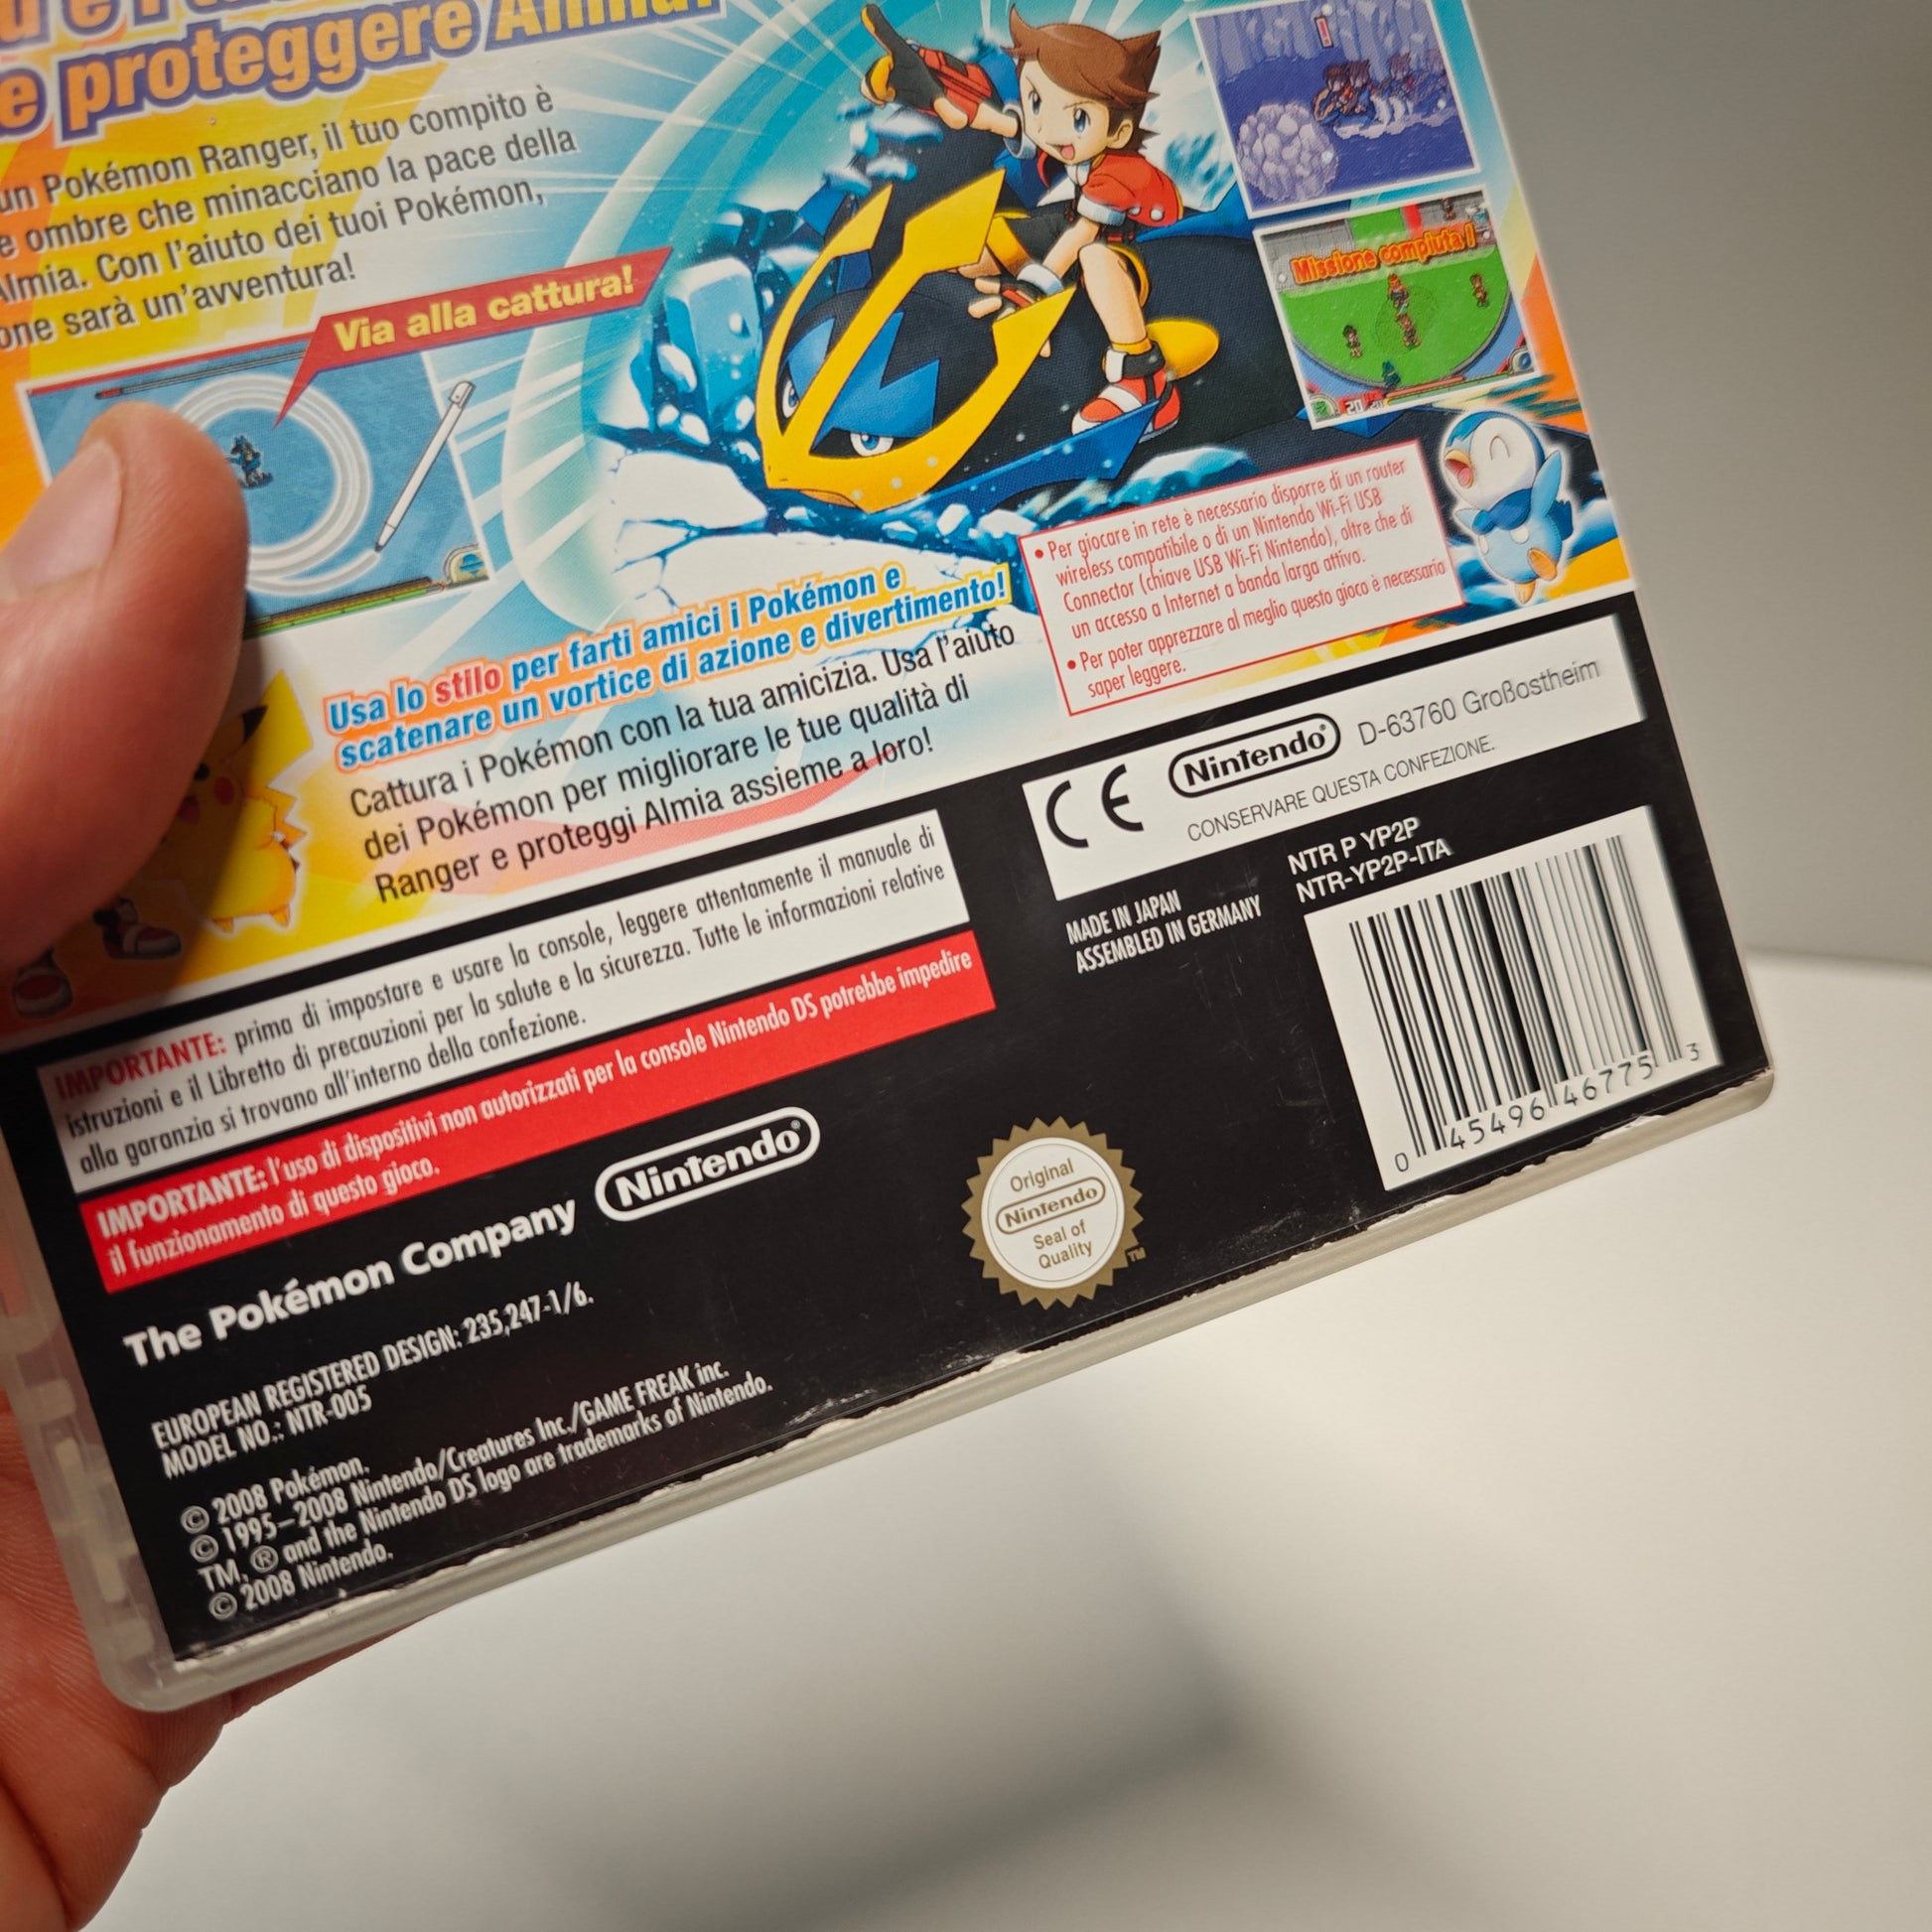 e proteggere Almia!
un Pokémon Ranger, il tuo compito è
e ombre che minacciano la pace della
Almia. Con l'aiuto dei tuoi Pokémon,
one sarà un'avventura!
Via alla cattura!
Missione compiuta!
Usa lo stilo per farti amici i Pokémon e
scatenare un vortice di azione e divertimento!
Cattura i Pokémon con la tua amicizia. Usa l'aiuto
dei Pokémon per migliorare le tue qualità di
Ranger e proteggi Almia assieme a loro!
• Per giocare in rete è necessario disporre di un router
wireless compatibile o di un Nintendo Wi-Fi USB
Connector (chiave USB Wi-Fi Nintendo), oltre che di
un accesso a Internet a banda larga attivo.
• Per poter apprezzare al meglio questo gioco è necessario
saper leggere.
CE Nintendo® D-63760 Großostheim
CONSERVARE QUESTA CONFEZIONE.
NTR P YP2P
NTR-YP2P-ITA
MADE IN JAPAN
ASSEMBLED IN GERMANY
0 45496 46775 3
IMPORTANTE: prima di impostare e usare la console, leggere attentamente il manuale di
istruzioni e il Libretto di precauzioni per la salute e la sicurezza. Tutte le informazioni relative
alla garanzia si trovano all'interno della confezione.
IMPORTANTE: l'uso di dispositivi non autorizzati per la console Nintendo DS potrebbe impedire
il funzionamento di questo gioco.
The Pokémon Company Nintendo®
Original
Nintendo
Seal of
Quality TM
EUROPEAN REGISTERED DESIGN: 235,247-1/6.
MODEL NO.: NTR-005
© 2008 Pokémon.
© 1995–2008 Nintendo/Creatures Inc./GAME FREAK inc.
TM, ® and the Nintendo DS logo are trademarks of Nintendo.
© 2008 Nintendo.